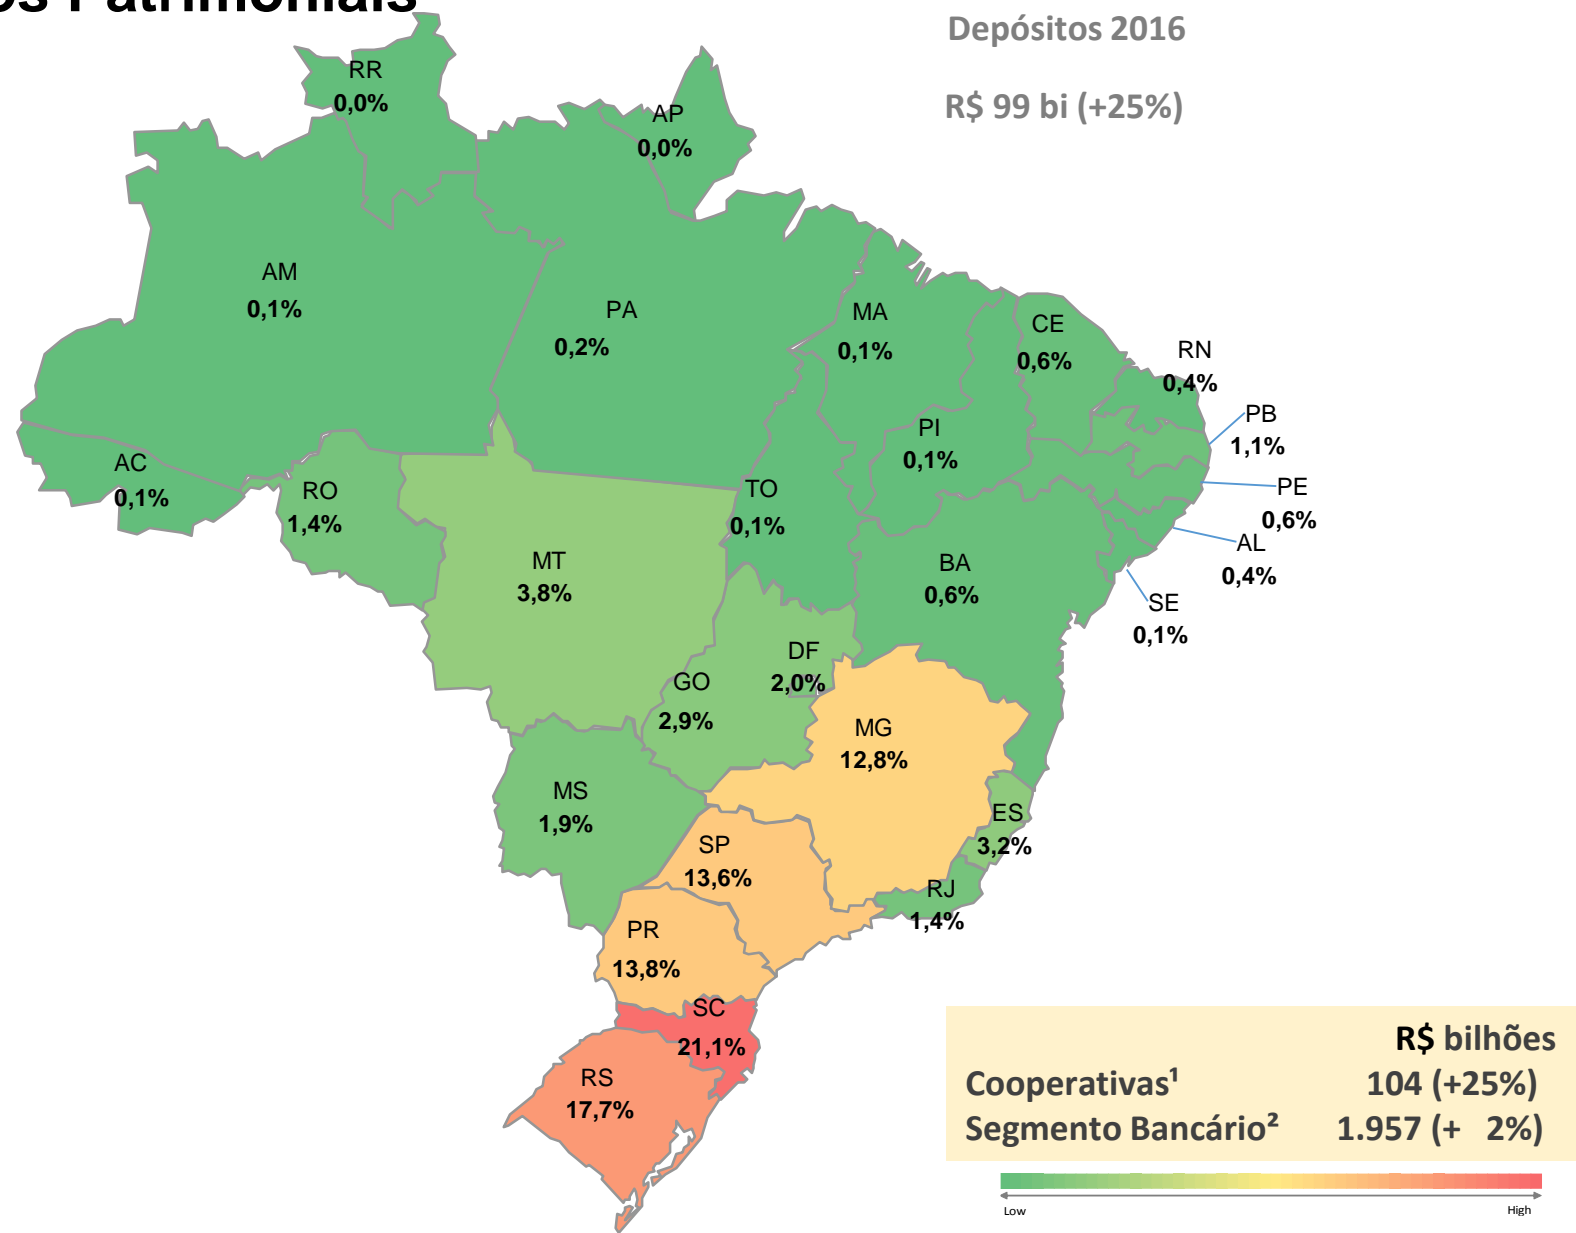 os Patrimoniais
Depósitos 2016
R$ 99 bi (+25%)
RR
0,0%
AP
0,0%
AM
0,1%
PA
0,2%
MA
0,1%
CE
0,6%
RN
0,4%
PB
1,1%
PI
0,1%
AC
0,1%
RO
1,4%
TO
0,1%
PE
0,6%
AL
0,4%
MT
3,8%
BA
0,6%
SE
0,1%
DF
2,0%
GO
2,9%
MG
12,8%
MS
1,9%
ES
3,2%
SP
13,6%
RJ
1,4%
PR
13,8%
SC
21,1%
RS
17,7%
R$ bilhões
Cooperativas¹ 104 (+25%)
Segmento Bancário² 1.957 (+ 2%)
Low High